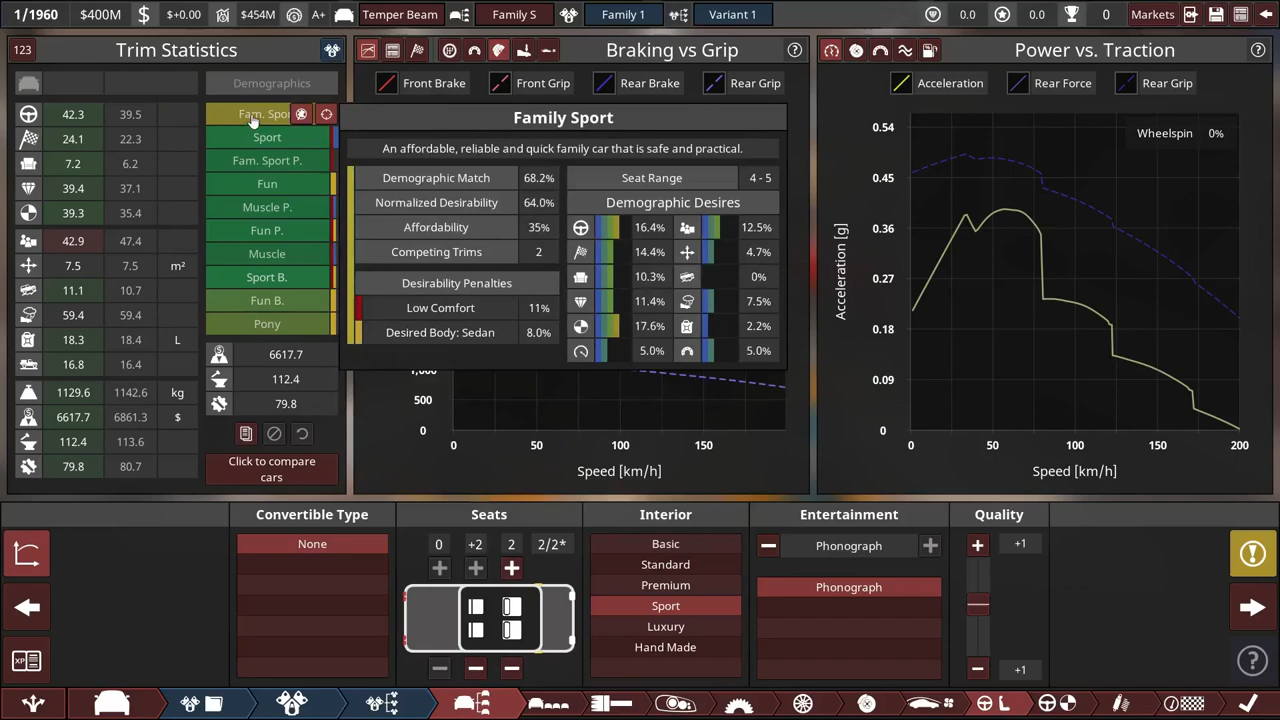 1/1960 $400M $+0.00 $454M A+ Temper Beam Family S Family 1 Variant 1 0.0 0.0 0 Markets
123 Trim Statistics
Demographics
42.3 39.5
24.1 22.3
7.2 6.2
39.4 37.1
39.3 35.4
42.9 47.4
7.5 7.5 m²
11.1 10.7
59.4 59.4
18.3 18.4 L
16.8 16.4
1129.6 1142.6 kg
6617.7 6861.3 $
112.4 113.6
79.8 80.7
Fam. Spor
Sport
Fam. Sport P.
Fun
Muscle P.
Fun P.
Muscle
Sport B.
Fun B.
Pony
6617.7
112.4
79.8
Click to compare
cars
Braking vs Grip ?
Front Brake Front Grip Rear Brake Rear Grip
Family Sport
An affordable, reliable and quick family car that is safe and practical.
Demographic Match 68.2%
Normalized Desirability 64.0%
Affordability 35%
Competing Trims 2
Desirability Penalties
Low Comfort 11%
Desired Body: Sedan 8.0%
Seat Range 4 - 5
Demographic Desires
16.4% 12.5%
14.4% 4.7%
10.3% 0%
11.4% 7.5%
17.6% 2.2%
5.0% 5.0%
500
0
0 50 100 150
Speed [km/h]
Power vs. Traction ?
Acceleration Rear Force Rear Grip
Wheelspin 0%
Acceleration [g]
0.54
0.45
0.36
0.27
0.18
0.09
0
0 50 100 150 200
Speed [km/h]
Convertible Type
None
Seats
0 +2 2 2/2*
Interior
Basic
Standard
Premium
Sport
Luxury
Hand Made
Entertainment
Phonograph
Phonograph
Quality
+1
+1
XP
?